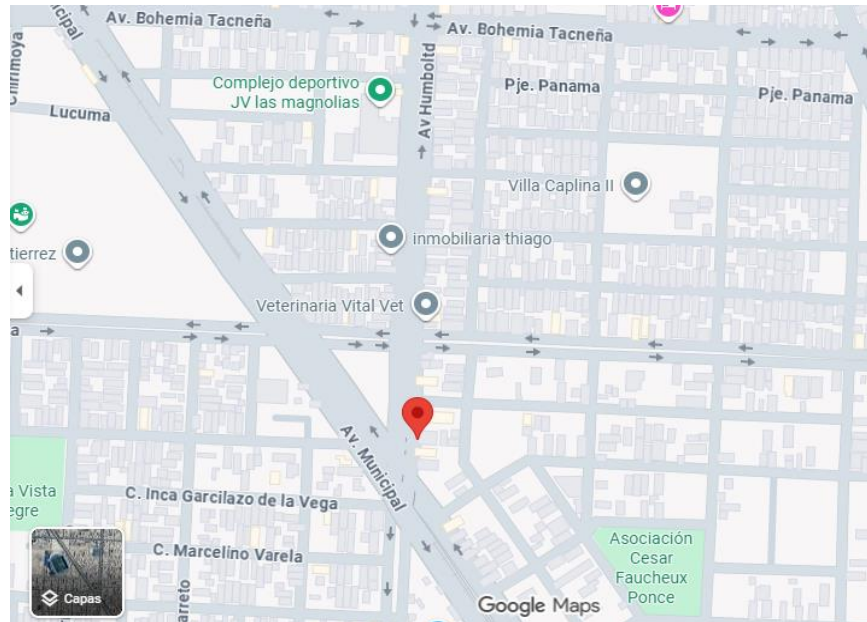 Av. Bohemia Tacneña
Av. Bohemia Tacneña
Complejo deportivo
JV las magnolias
Av Humboltd
Pje. Panama
Pje. Panama
Lucuma
Villa Caplina II
inmobiliaria thiago
tierrez
Veterinaria Vital Vet
a
Av. Municipal
C. Inca Garcilazo de la Vega
a Vista
egre
C. Marcelino Varela
Asociación
Cesar
Faucheux
Ponce
Capas
arreto
Google Maps